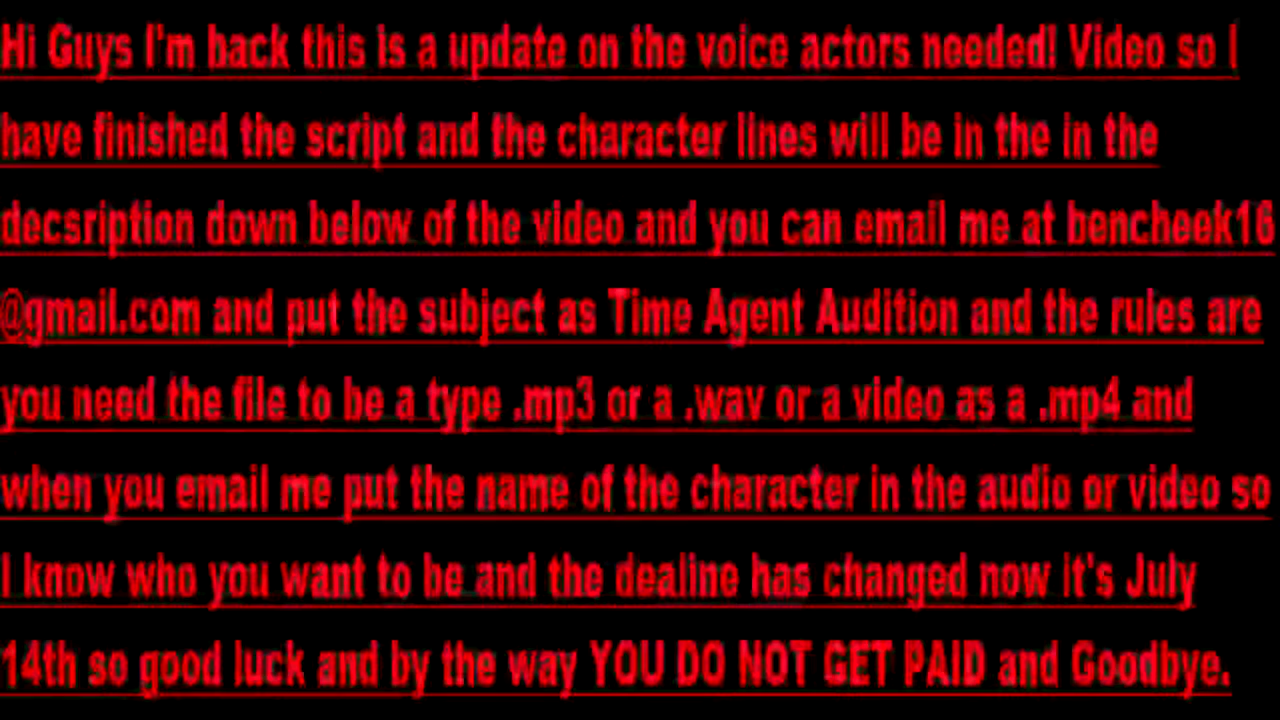 Hi Guys I'm back this is a update on the voice actors needed! Video so I
have finished the script and the character lines will be in the in the
decsription down below of the video and you can email me at bencheek16
@gmail.com and put the subject as Time Agent Audition and the rules are
you need the file to be a type .mp3 or a .wav or a video as a .mp4 and
when you email me put the name of the character in the audio or video so
I know who you want to be and the dealine has changed now it's July
14th so good luck and by the way YOU DO NOT GET PAID and Goodbye.